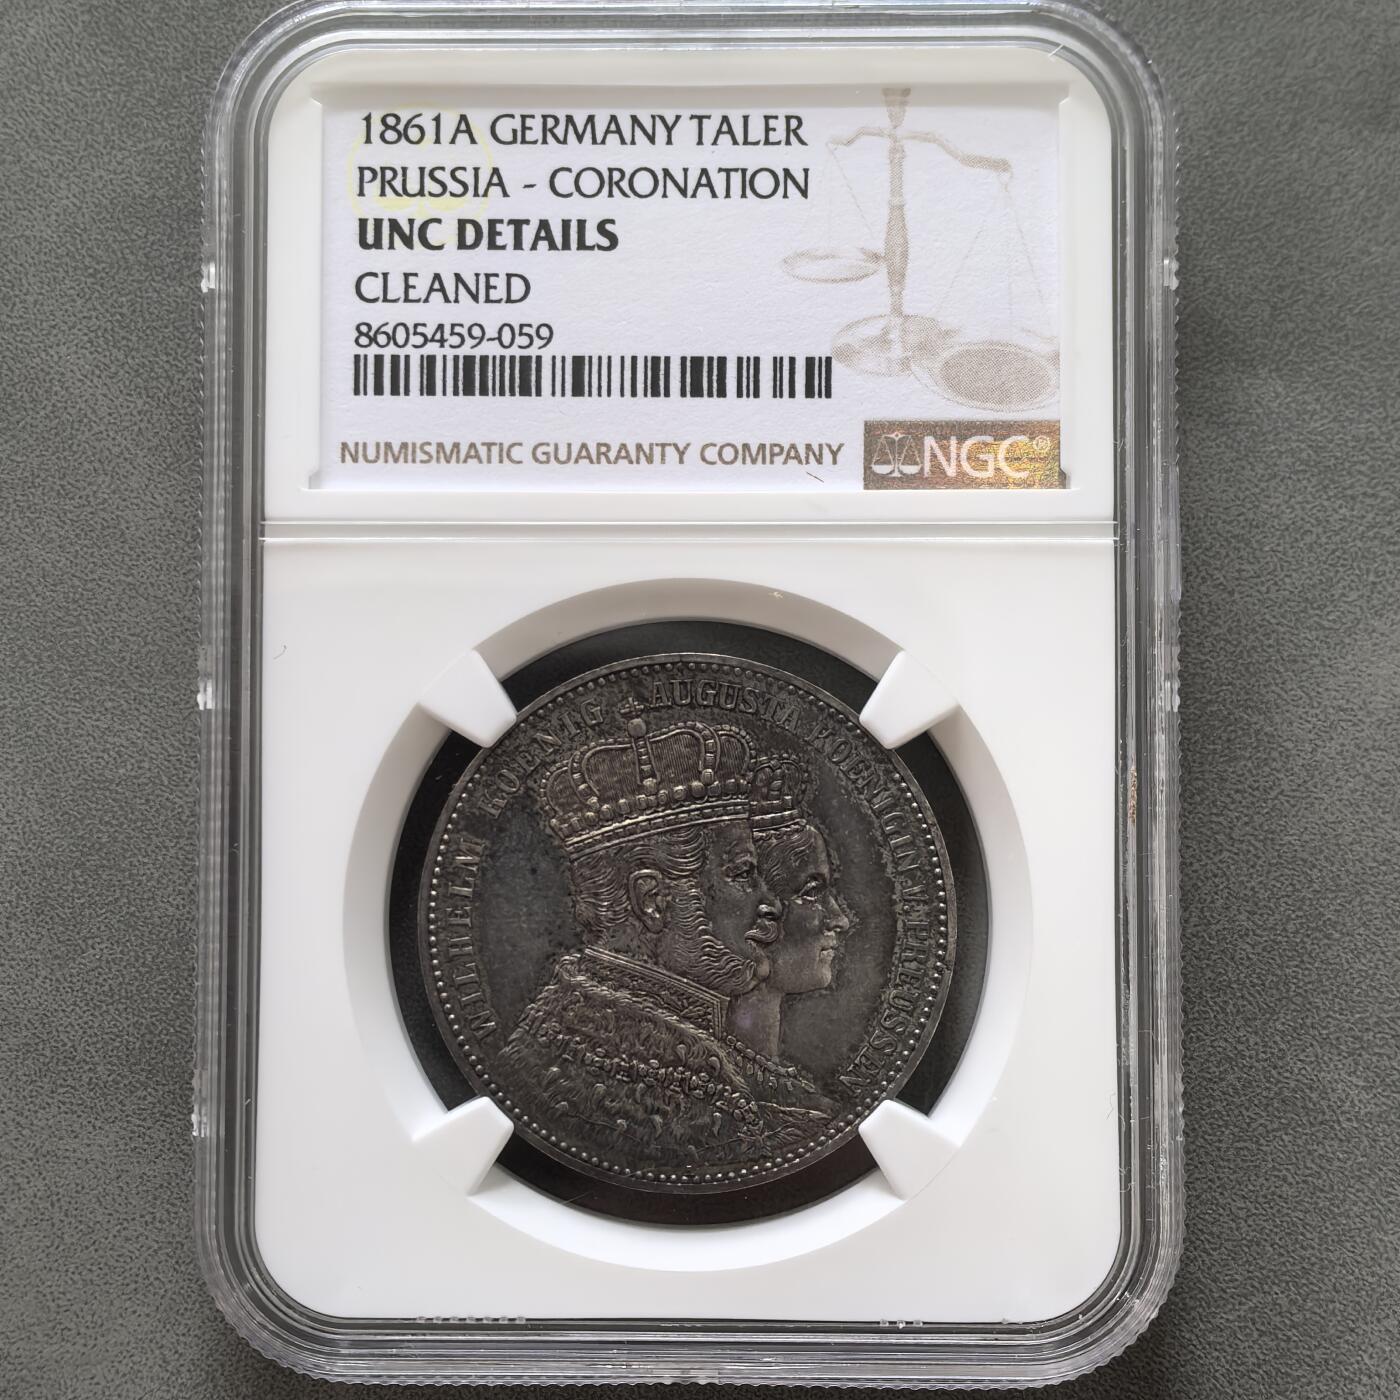 1861A GERMANY TALER
PRUSSIA - CORONATION
UNC DETAILS
CLEANED
8605459-059
NUMISMATIC GUARANTY COMPANY
NGC®
WILHELM KOENIG AUGUSTA KOENIGIN V. PREUSSEN